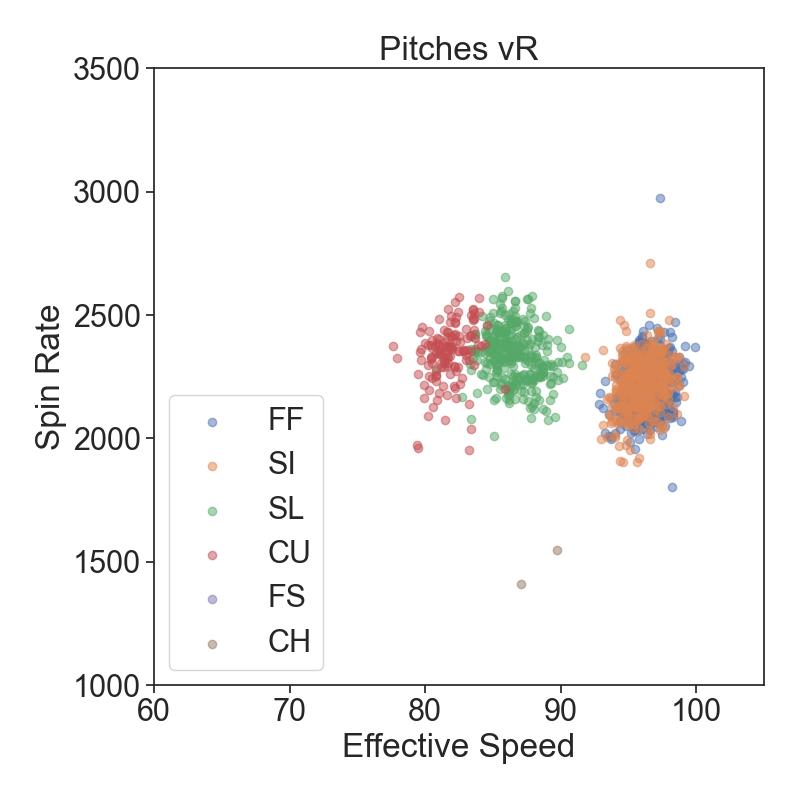 Pitches vR
3500
3000
2500
2000
1500
1000
Spin Rate
FF
SI
SL
CU
FS
CH
60 70 80 90 100
Effective Speed